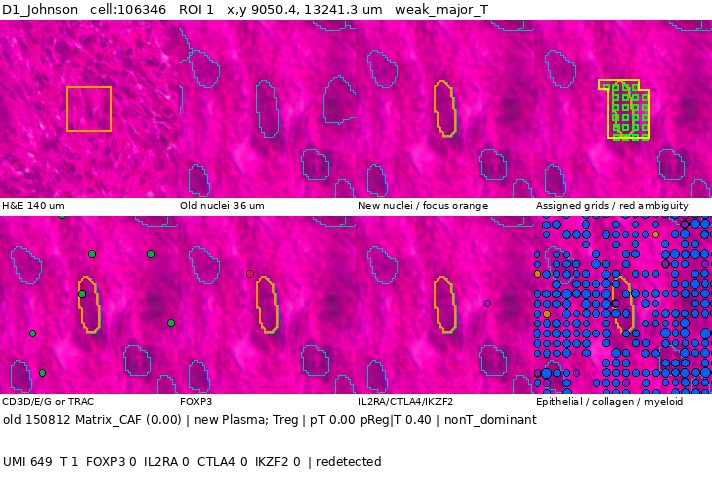 D1_Johnson cell:106346 ROI 1 x,y 9050.4, 13241.3 um weak_major_T
H&E 140 um
Old nuclei 36 um
New nuclei / focus orange
Assigned grids / red ambiguity
CD3D/E/G or TRAC
FOXP3
IL2RA/CTLA4/IKZF2
Epithelial / collagen / myeloid
old 150812 Matrix_CAF (0.00) | new Plasma; Treg | pT 0.00 pReg|T 0.40 | nonT_dominant
UMI 649 T 1 FOXP3 0 IL2RA 0 CTLA4 0 IKZF2 0 | redetected